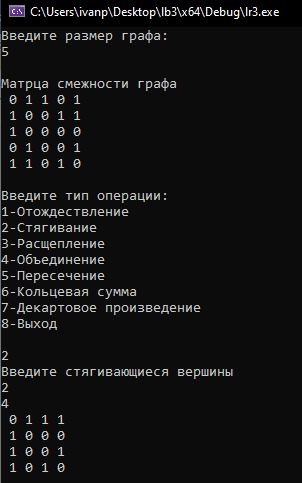 C:\Users\ivanp\Desktop\lb3\x64\Debug\lr3.exe
Введите размер графа:
5
Матрца смежности графа
0 1 1 0 1
1 0 0 1 1
1 0 0 0 0
0 1 0 0 1
1 1 0 1 0
Введите тип операции:
1-Отождествление
2-Стягивание
3-Расщепление
4-Объединение
5-Пересечение
6-Кольцевая сумма
7-Декартовое произведение
8-Выход
2
Введите стягивающиеся вершины
2
4
0 1 1 1
1 0 0 0
1 0 0 1
1 0 1 0